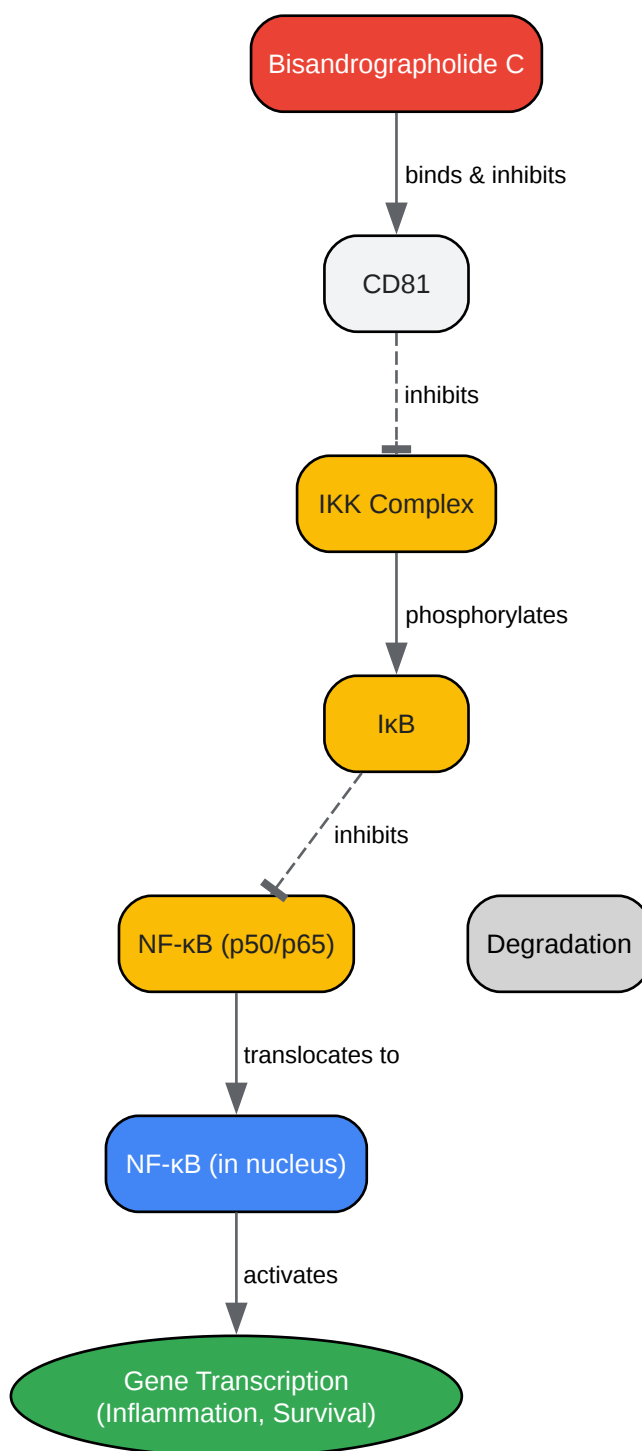 Bisandrographolide C
binds & inhibits
CD81
inhibits
IKK Complex
phosphorylates
IκB
inhibits
NF-κB (p50/p65)
Degradation
translocates to
NF-κB (in nucleus)
activates
Gene Transcription
(Inflammation, Survival)